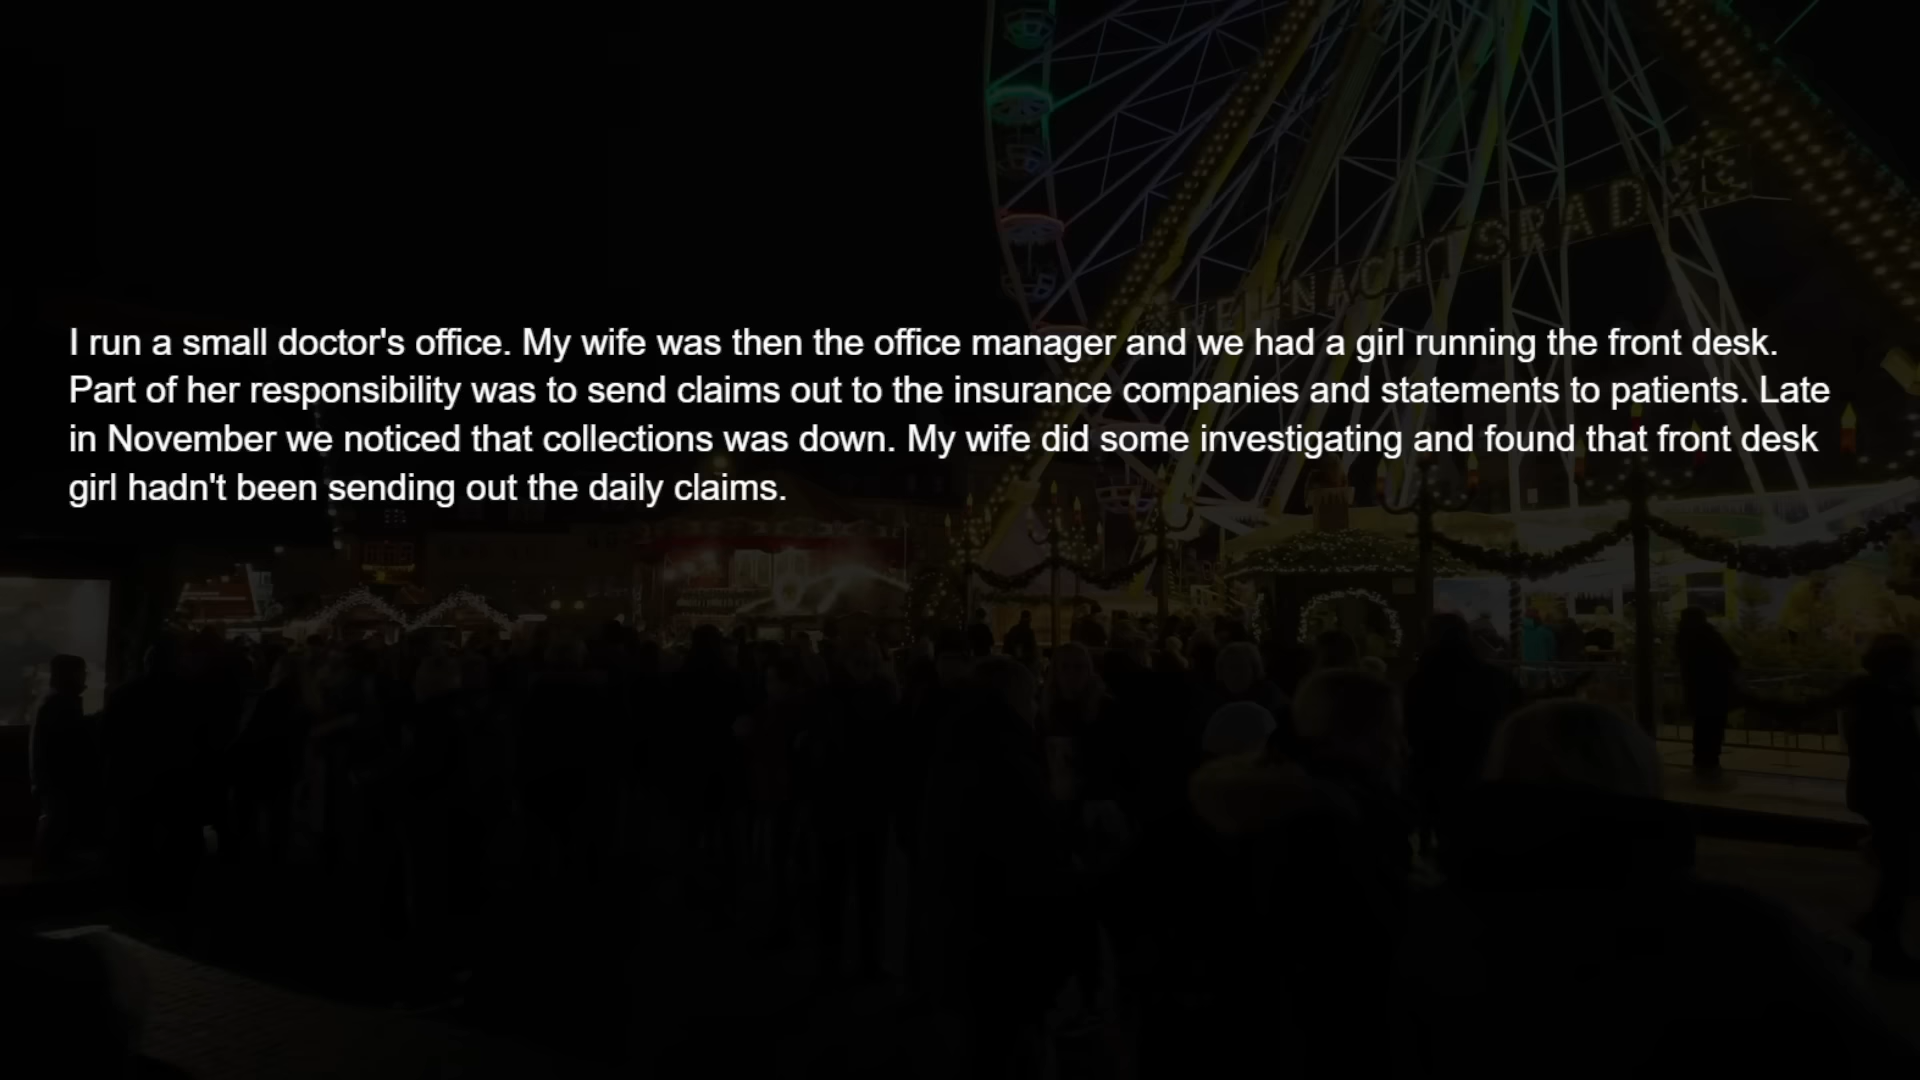 WEIHNACHTSRAD
I run a small doctor's office. My wife was then the office manager and we had a girl running the front desk.
Part of her responsibility was to send claims out to the insurance companies and statements to patients. Late
in November we noticed that collections was down. My wife did some investigating and found that front desk
girl hadn't been sending out the daily claims.